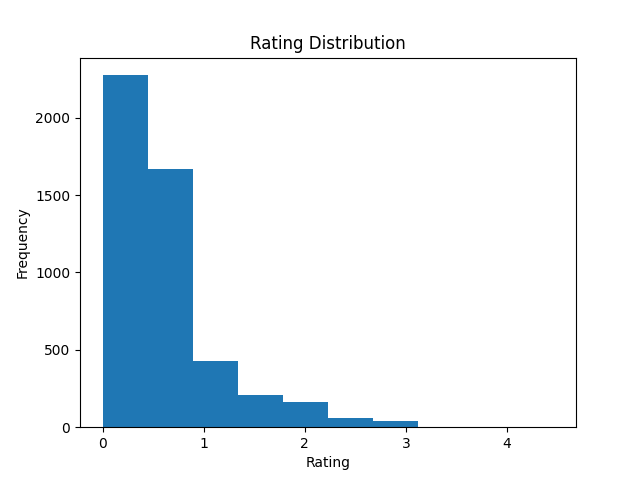 Rating Distribution
Frequency
2000
1500
1000
500
0
0 1 2 3 4
Rating